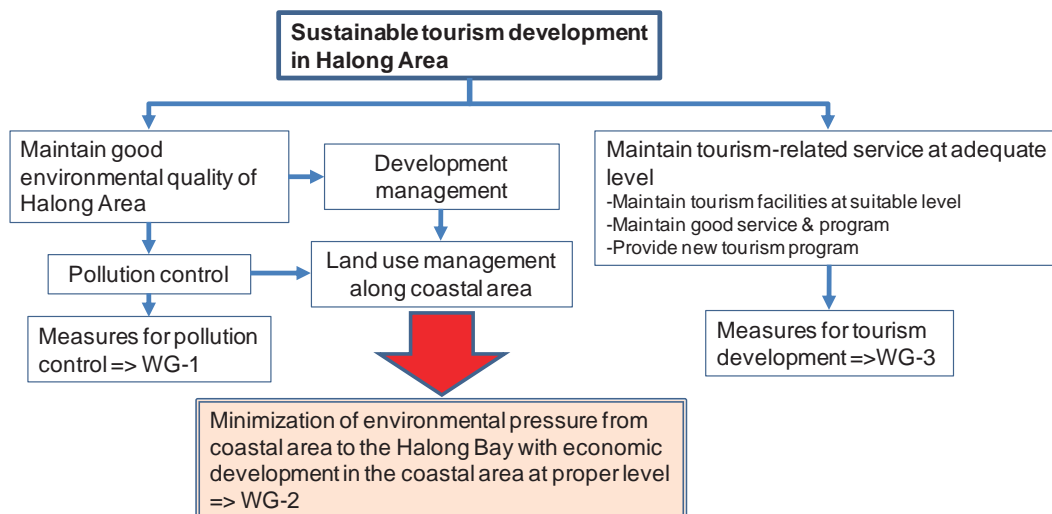 Sustainable tourism development
in Halong Area
Maintain good
environmental quality of
Halong Area
Development
management
Maintain tourism-related service at adequate
level
-Maintain tourism facilities at suitable level
-Maintain good service & program
-Provide new tourism program
Pollution control
Land use management
along coastal area
Measures for pollution
control => WG-1
Measures for tourism
development =>WG-3
Minimization of environmental pressure from
coastal area to the Halong Bay with economic
development in the coastal area at proper level
=> WG-2